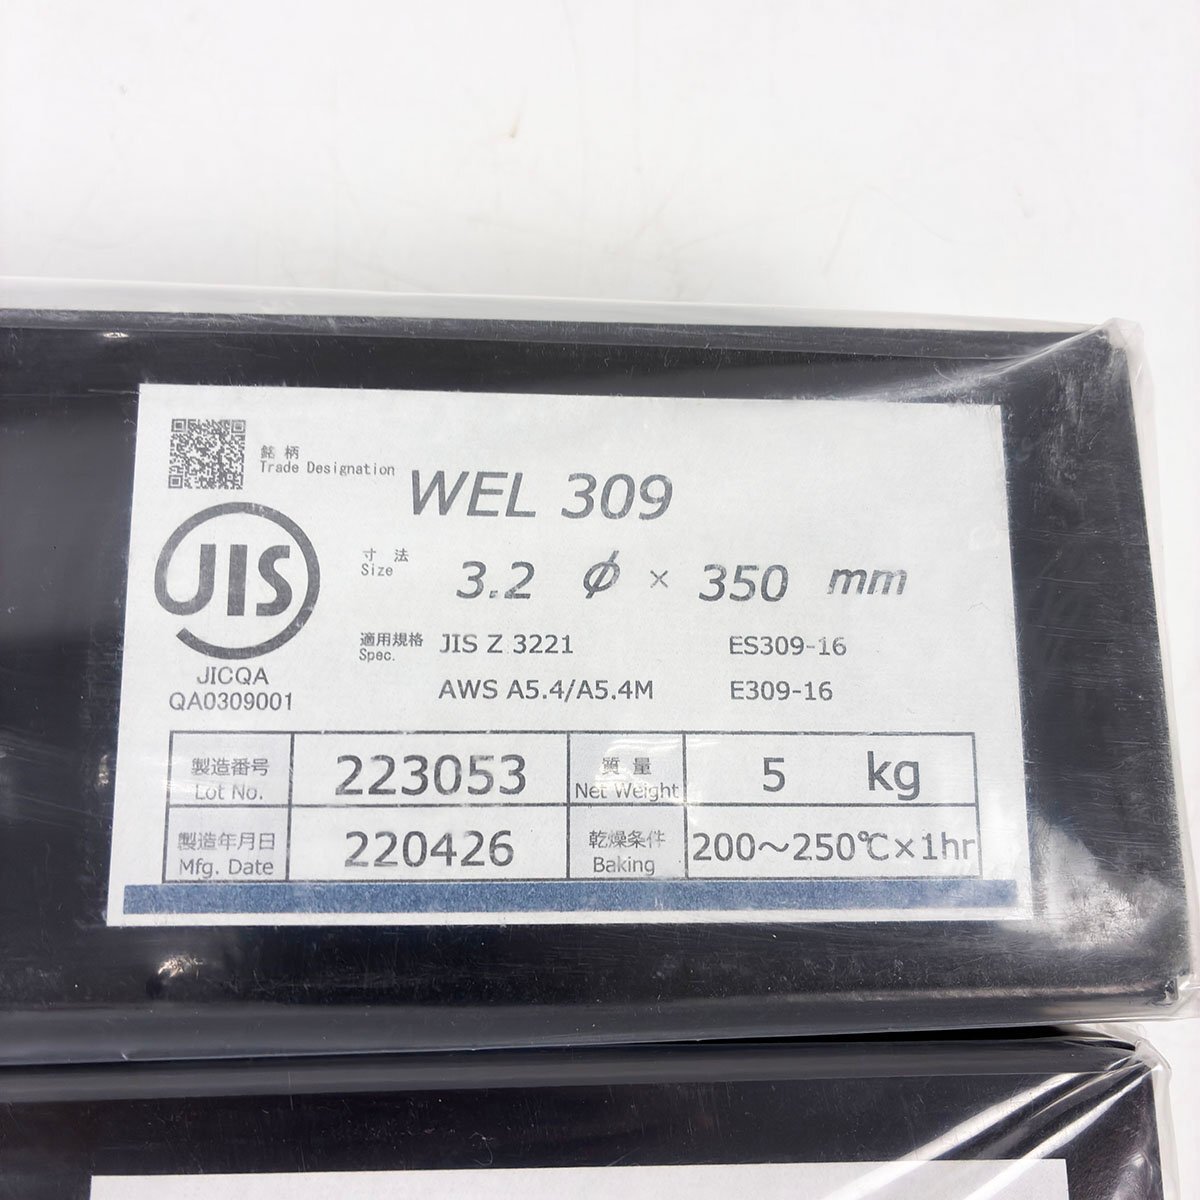 銘柄
Trade Designation WEL 309
JIS
寸法
Size 3.2 φ × 350 mm
適用規格
Spec. JIS Z 3221 ES309-16
AWS A5.4/A5.4M E309-16
JICQA
QA0309001
製造番号
Lot No. 223053
質量
Net Weight 5 kg
製造年月日
Mfg. Date 220426
乾燥条件
Baking 200～250℃×1hr